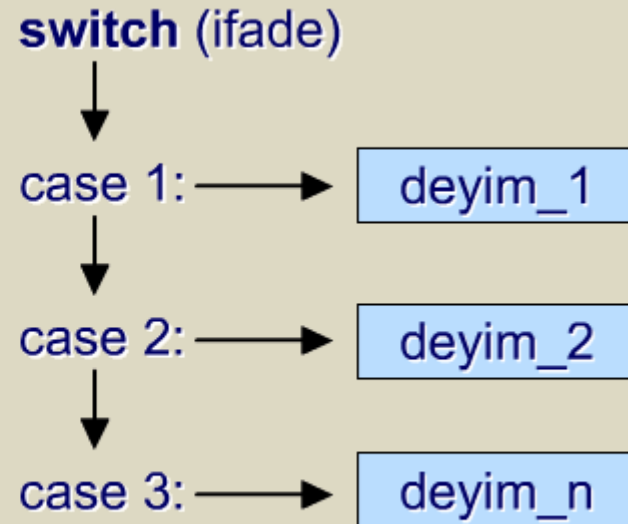 switch (ifade)
case 1: deyim_1
case 2: deyim_2
case 3: deyim_n